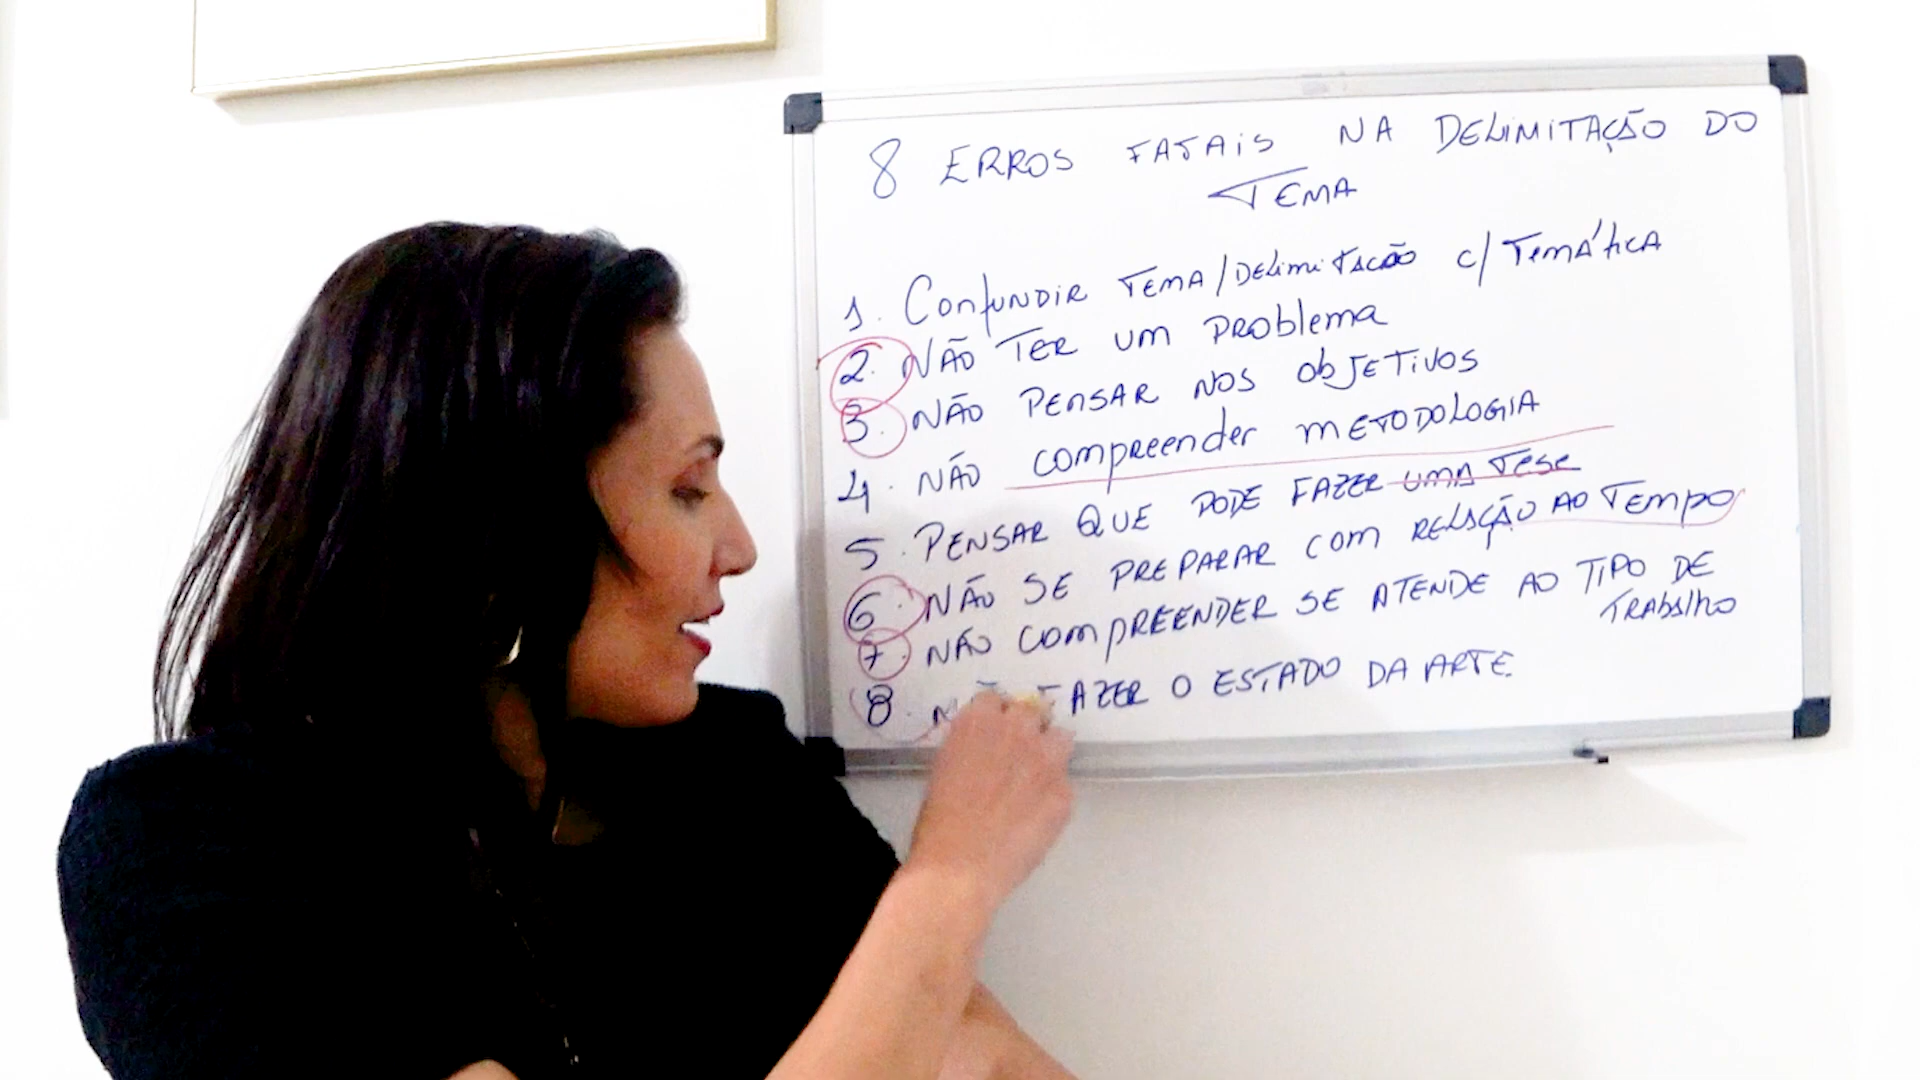 8 ERROS FATAIS NA DELIMITAÇÃO DO
TEMA
1. CONFUNDIR TEMA/DELIMITACÃO C/ TEMÁTICA
2. NÃO TER UM PROBLEMA
3. NÃO PENSAR NOS ObJETIVOS
4. NÃO compreender METODOLOGIA
5. PENSAR QUE PODE FAZER UMA TESE
6. NÃO SE PREPARAR COM RELAÇÃO AO TEMPO
7. NÃO COMPREENDER SE ATENDE AO TIPO DE
TRAbAlhO
8. FAZER O ESTADO DA ARTE.